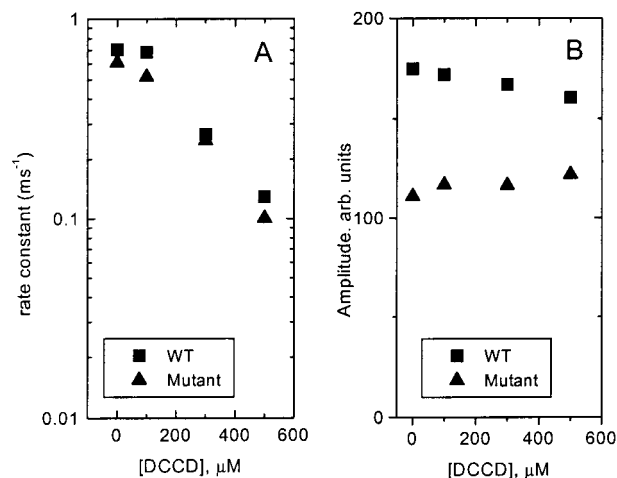 A
1
0.1
0.01
rate constant (ms⁻¹)
WT
Mutant
0 200 400 600
[DCCD], μM
B
200
100
0
Amplitude. arb. units
WT
Mutant
0 200 400 600
[DCCD], μM